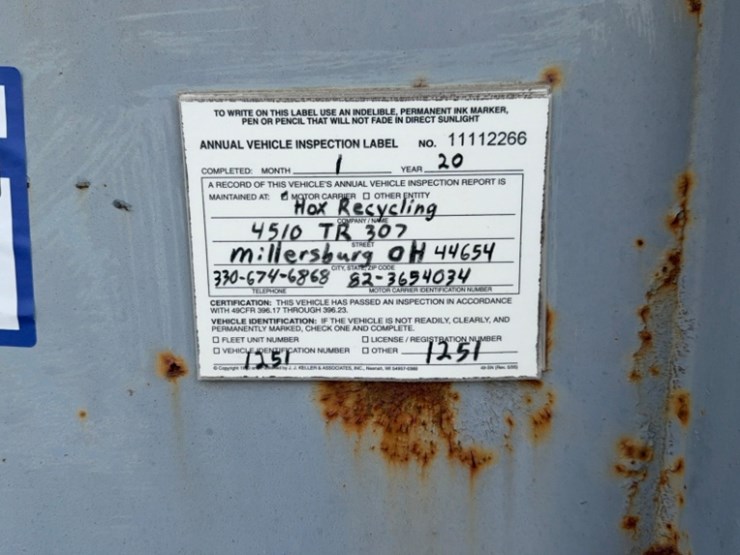 TO WRITE ON THIS LABEL USE AN INDELIBLE, PERMANENT INK MARKER,
PEN OR PENCIL THAT WILL NOT FADE IN DIRECT SUNLIGHT
ANNUAL VEHICLE INSPECTION LABEL NO. 11112266
COMPLETED: MONTH 1 YEAR 20
A RECORD OF THIS VEHICLE'S ANNUAL VEHICLE INSPECTION REPORT IS
MAINTAINED AT: MOTOR CARRIER ☐ OTHER ENTITY
Hox Recycling
COMPANY NAME
4510 TR 307
STREET
millersburg OH 44654
CITY, STATE, ZIP CODE
330-674-6868 82-3654034
TELEPHONE MOTOR CARRIER IDENTIFICATION NUMBER
CERTIFICATION: THIS VEHICLE HAS PASSED AN INSPECTION IN ACCORDANCE
WITH 49CFR 396.17 THROUGH 396.23.
VEHICLE IDENTIFICATION: IF THE VEHICLE IS NOT READILY, CLEARLY, AND
PERMANENTLY MARKED, CHECK ONE AND COMPLETE.
☐ FLEET UNIT NUMBER ☐ LICENSE / REGISTRATION NUMBER
☐ VEHICLE IDENTIFICATION NUMBER ☐ OTHER 1251
1251
© Copyright by J. J. KELLER & ASSOCIATES, INC.